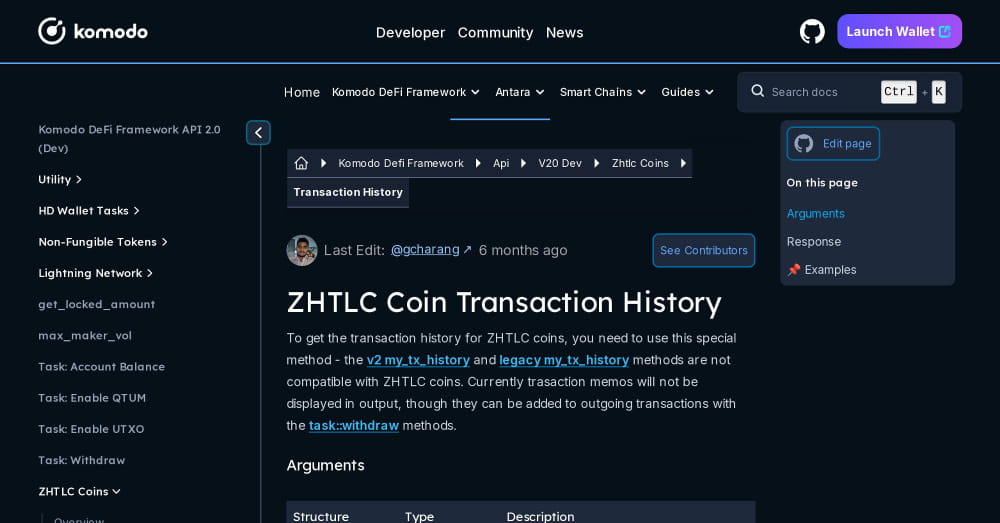 komodo
Developer Community News
Launch Wallet
Home Komodo DeFi Framework Antara Smart Chains Guides
Search docs Ctrl + K
Komodo DeFi Framework API 2.0
(Dev)
Utility
HD Wallet Tasks
Non-Fungible Tokens
Lightning Network
get_locked_amount
max_maker_vol
Task: Account Balance
Task: Enable QTUM
Task: Enable UTXO
Task: Withdraw
ZHTLC Coins
Overview
Komodo Defi Framework Api V20 Dev Zhtlc Coins
Transaction History
Last Edit: @gcharang ↗ 6 months ago
See Contributors
ZHTLC Coin Transaction History
To get the transaction history for ZHTLC coins, you need to use this special
method - the v2 my_tx_history and legacy my_tx_history methods are not
compatible with ZHTLC coins. Currently trasaction memos will not be
displayed in output, though they can be added to outgoing transactions with
the task::withdraw methods.
Arguments
Structure Type Description
Edit page
On this page
Arguments
Response
📌 Examples